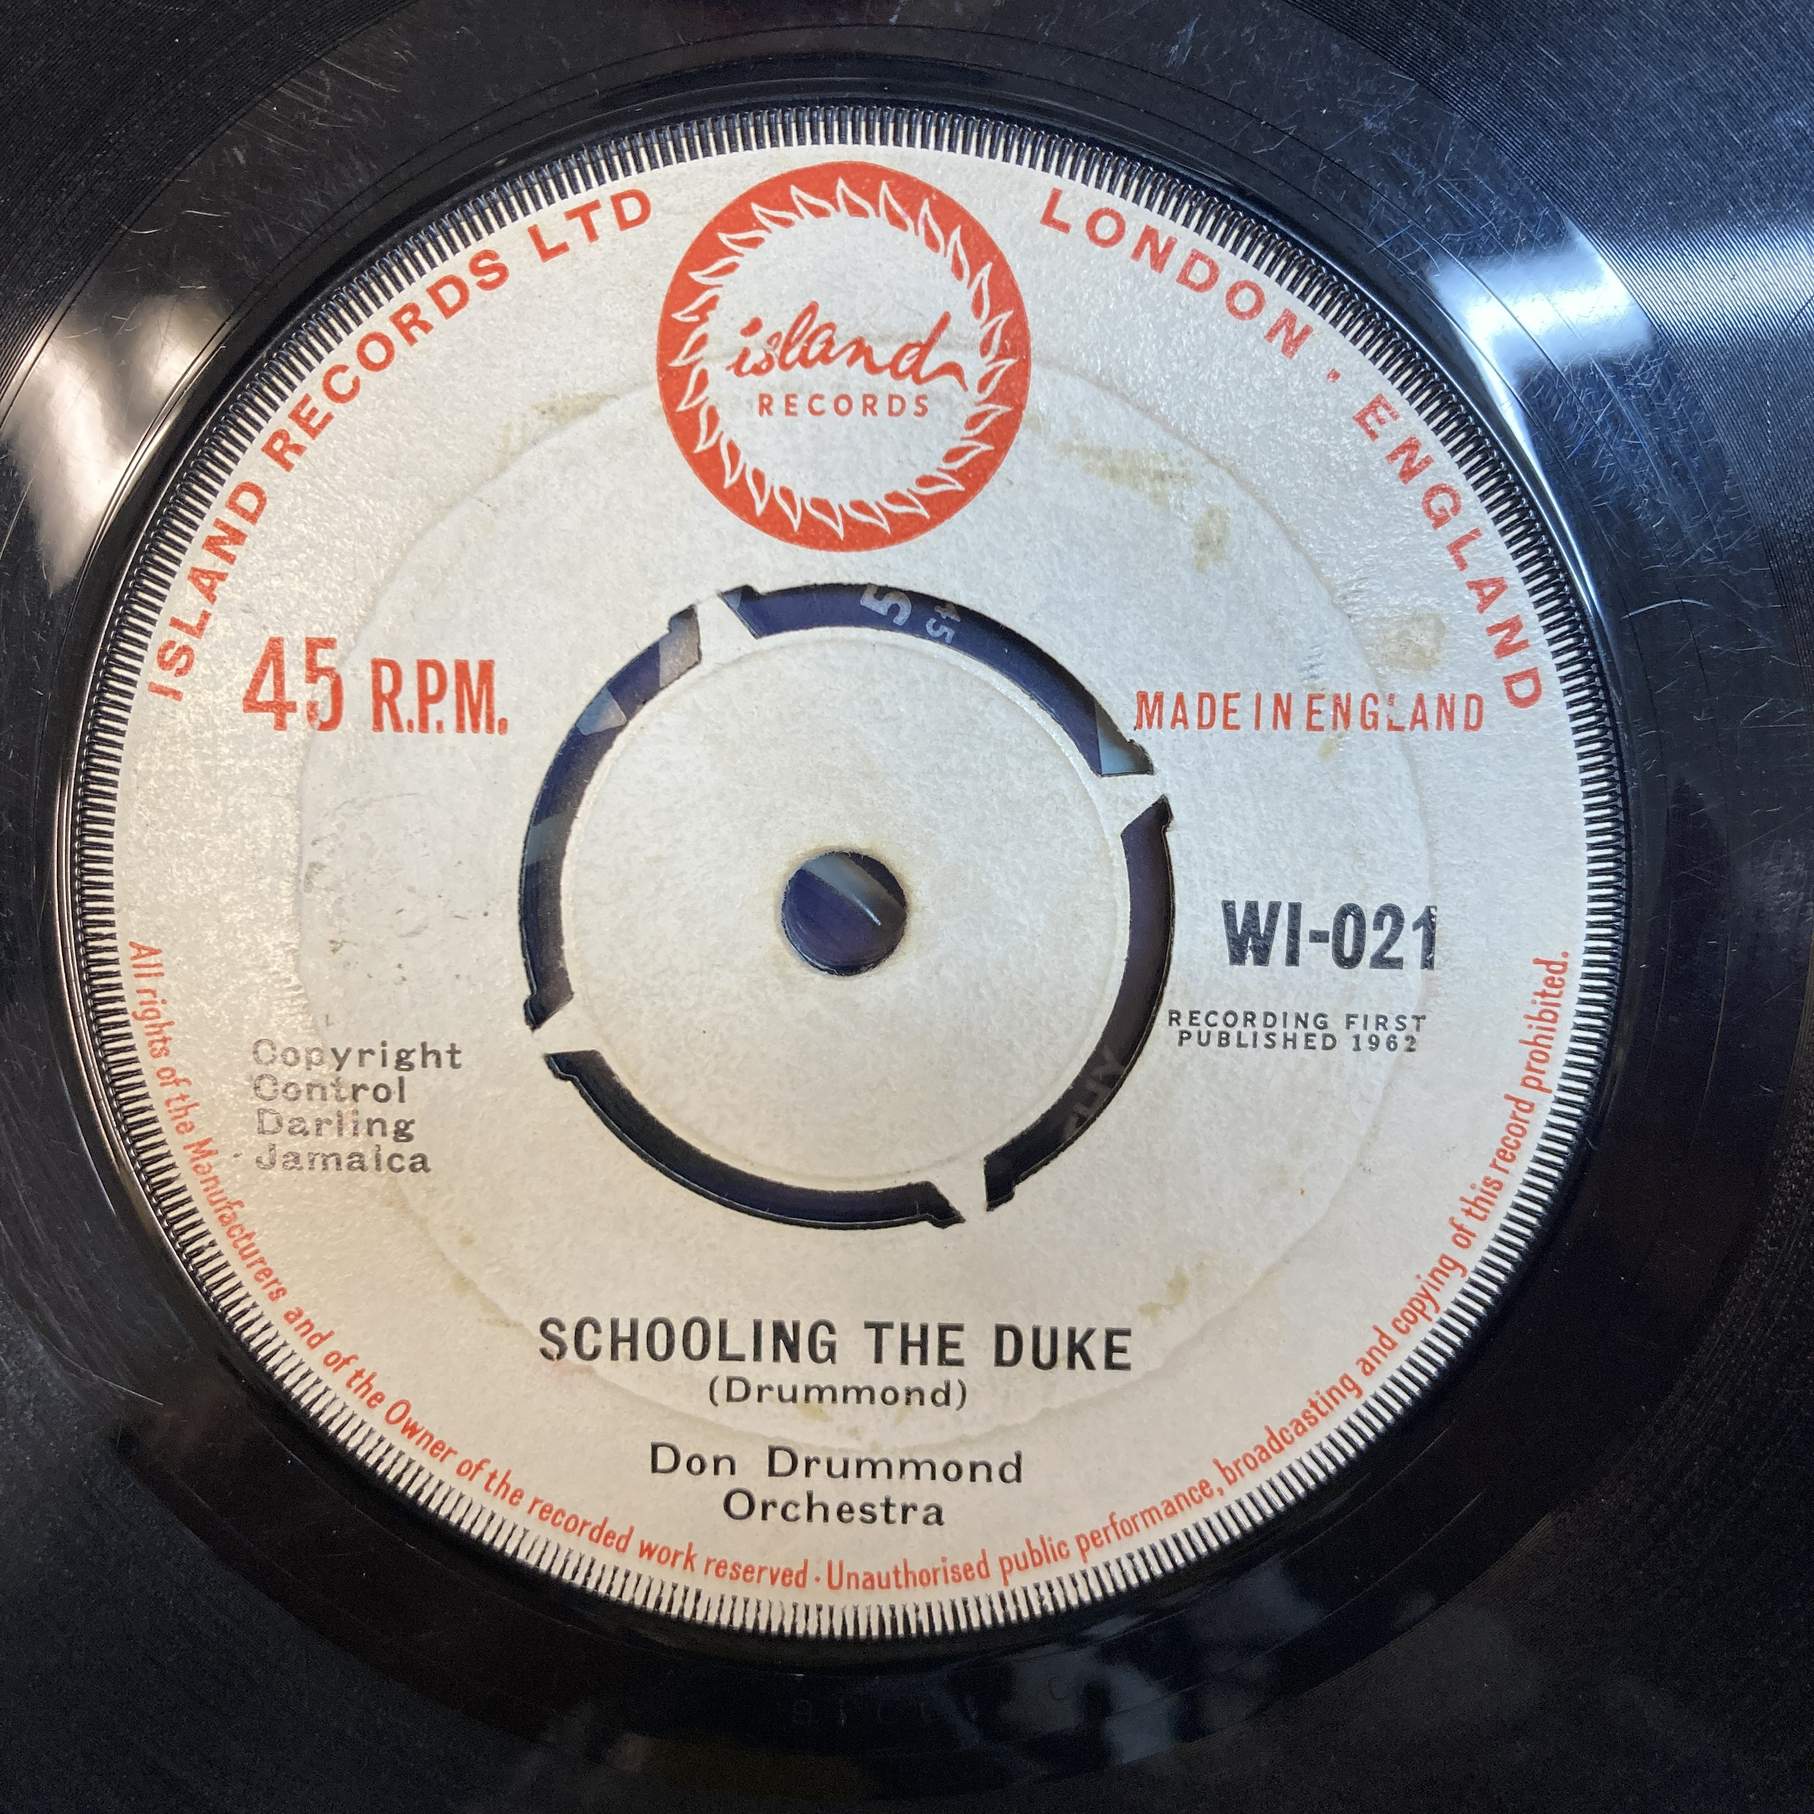 ISLAND RECORDS LTD
LONDON · ENGLAND
island
RECORDS
45 R.P.M.
MADE IN ENGLAND
WI-021
RECORDING FIRST
PUBLISHED 1962
Copyright
Control
Darling
Jamaica
SCHOOLING THE DUKE
(Drummond)
Don Drummond
Orchestra
All rights of the Manufacturers and of the Owner of the recorded work reserved · Unauthorised public performance, broadcasting and copying of this record prohibited.